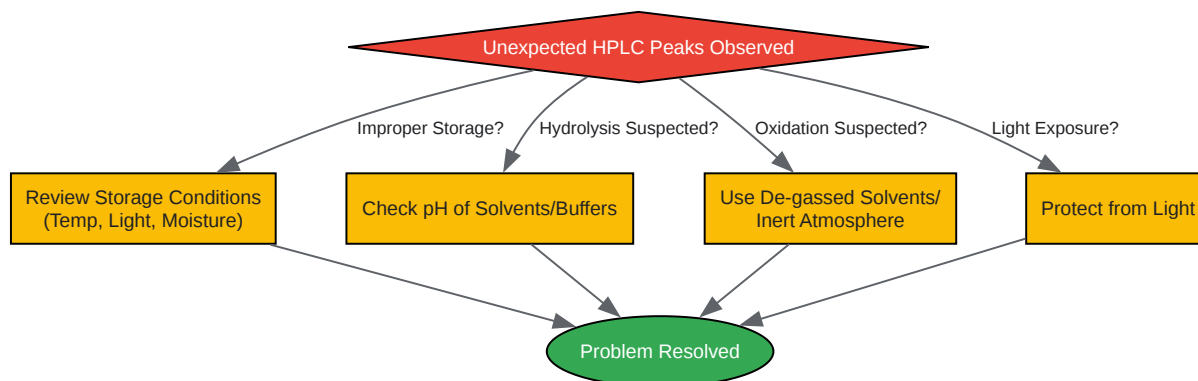 Unexpected HPLC Peaks Observed
Improper Storage?
Hydrolysis Suspected?
Oxidation Suspected?
Light Exposure?
Review Storage Conditions
(Temp, Light, Moisture)
Check pH of Solvents/Buffers
Use De-gassed Solvents/
Inert Atmosphere
Protect from Light
Problem Resolved